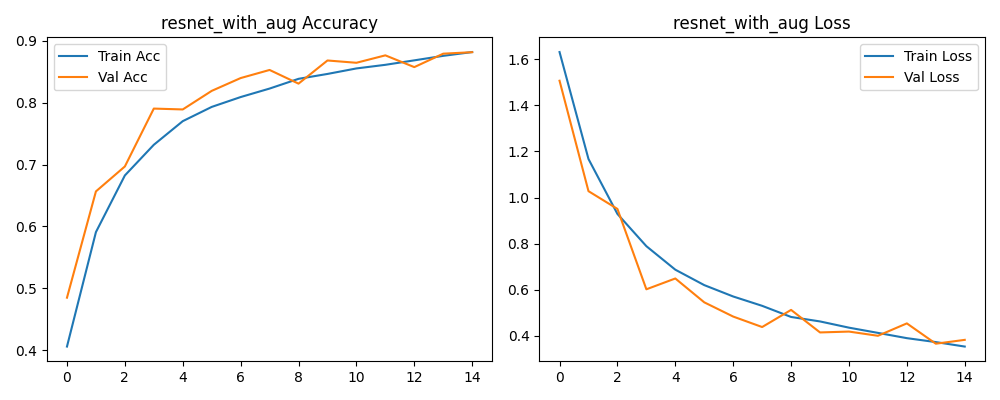 resnet_with_aug Accuracy
Train Acc
Val Acc
0.9
0.8
0.7
0.6
0.5
0.4
0 2 4 6 8 10 12 14
resnet_with_aug Loss
Train Loss
Val Loss
1.6
1.4
1.2
1.0
0.8
0.6
0.4
0 2 4 6 8 10 12 14